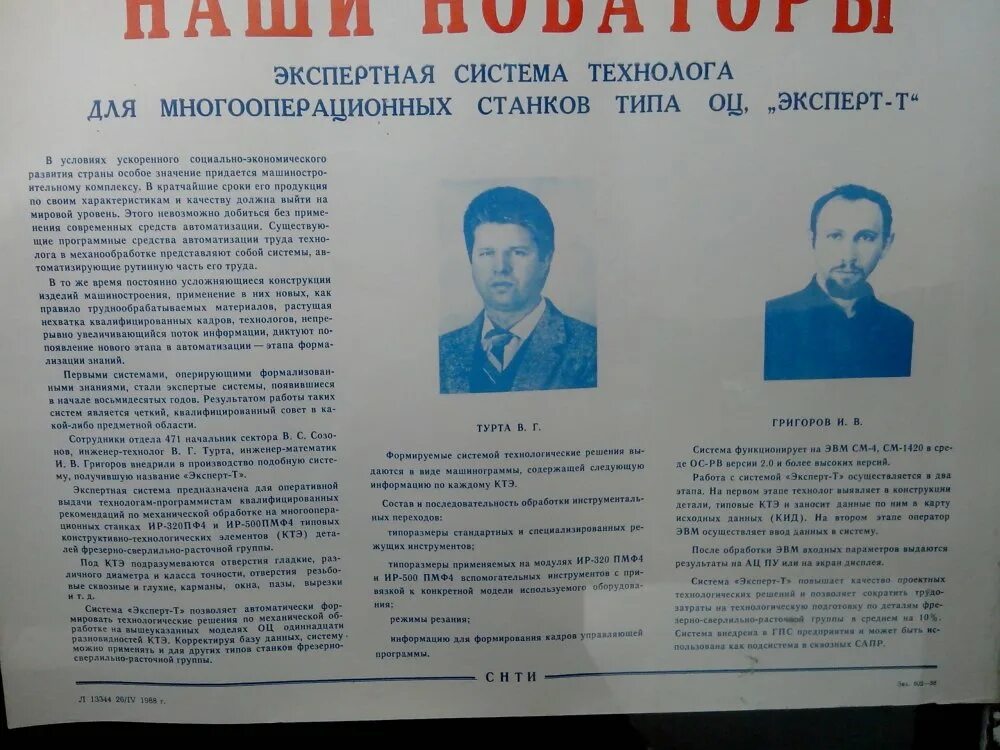 НАШИ НОВАТОРЫ
ЭКСПЕРТНАЯ СИСТЕМА ТЕХНОЛОГА
ДЛЯ МНОГООПЕРАЦИОННЫХ СТАНКОВ ТИПА ОЦ, „ЭКСПЕРТ-Т“
В условиях ускоренного социально-экономического
развития страны особое значение придается машинострои-
тельному комплексу. В кратчайшие сроки его продукция
по своим характеристикам и качеству должна выйти на
мировой уровень. Этого невозможно добиться без приме-
нения современных средств автоматизации. Существую-
щие программные средства автоматизации труда техно-
лога в механообработке представляют собой системы, ав-
томатизирующие рутинную часть его труда.
В то же время постоянно усложняющиеся конструкции
изделий машиностроения, применение в них новых, как
правило труднообрабатываемых материалов, растущая
нехватка квалифицированных кадров, технологов, непре-
рывно увеличивающийся поток информации, диктуют по-
появление нового этапа в автоматизации — этапа форма-
лизации знаний.
Первыми системами, оперирующими формализован-
ными знаниями, стали экспертые системы, появившиеся
в начале восьмидесятых годов. Результатом работы таких
систем является четкий, квалифицированный совет в ка-
кой-либо предметной области.
Сотрудники отдела 471 начальник сектора В. С. Созо-
нов, инженер-технолог В. Г. Турта, инженер-математик
И. В. Григоров внедрили в производство подобную систе-
му, получившую название «Эксперт-Т».
Экспертная система предназначена для оперативной
выдачи технологам-программистам квалифицированных
рекомендаций по механической обработке на многоопера-
ционных станках ИР-320ПФ4 и ИР-500ПМФ4 типовых
конструктивно-технологических элементов (КТЭ) дета-
лей фрезерно-сверлильно-расточной группы.
Под КТЭ подразумеваются отверстия гладкие, раз-
личного диаметра и класса точности, отверстия резьбо-
вые сквозные и глухие, карманы, окна, пазы, вырезки
и т. д.
Система «Эксперт-Т» позволяет автоматически фор-
мировать технологические решения по механической об-
работке на вышеуказанных моделях ОЦ одиннадцати
разновидностей КТЭ. Корректируя базу данных, систему
можно применять и для других типов станков фрезерно-
сверлильно-расточной группы.
ТУРТА В. Г.
Формируемые системой технологические решения вы-
даются в виде машинограммы, содержащей следующую
информацию по каждому КТЭ.
Состав и последовательность обработки инструменталь-
ных переходов:
типоразмеры стандартных и специализированных ре-
жущих инструментов;
типоразмеры применяемых на модулях ИР-320 ПМФ4
и ИР-500 ПМФ4 вспомогательных инструментов с при-
вязкой к конкретной модели используемого оборудова-
ния;
режимы резания;
информацию для формирования кадров управляющей
программы.
ГРИГОРОВ И. В.
Система функционирует на ЭВМ СМ-4, СМ-1420 в сре-
де ОС-РВ версии 2.0 и более высоких версий.
Работа с системой «Эксперт-Т» осуществляется в два
этапа. На первом этапе технолог выявляет в конструкции
детали, типовые КТЭ и заносит данные по ним в карту
исходных данных (КИД). На втором этапе оператор
ЭВМ осуществляет ввод данных в систему.
После обработки ЭВМ входных параметров выдаются
результаты на АЦ ПУ или на экран дисплея.
Система «Эксперт-Т» повышает качество проектных
технологических решений и позволяет сократить трудо-
затраты на технологическую подготовку по деталям фре-
зерно-сверлильно-расточной группы в среднем на 10%.
Система внедрена в ГПС предприятия и может быть ис-
пользована как подсистема в сквозных САПР.
СНТИ
Л 13344 26/IV 1988 г.